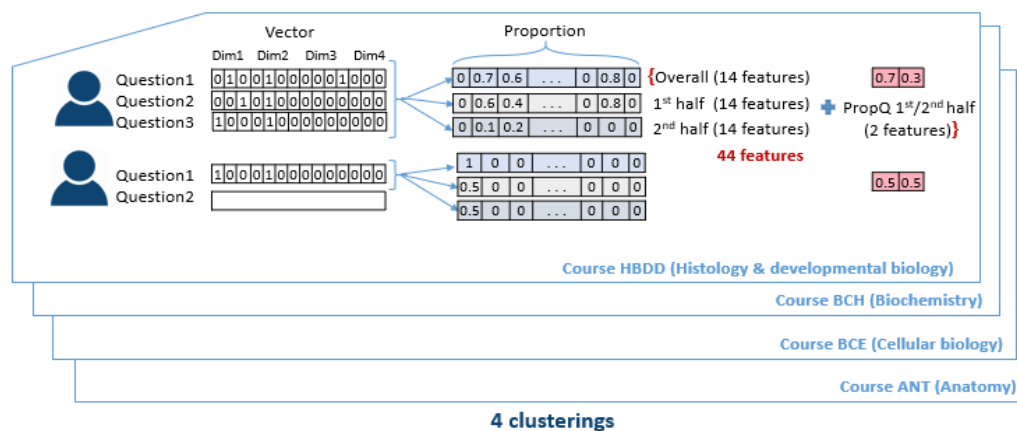 Vector
Proportion
Dim1 Dim2 Dim3 Dim4
Question1 0 1 0 0 1 0 0 0 0 0 1 0 0 0
0 0.7 0.6 ... 0 0.8 0 {Overall (14 features) 0.7 0.3
Question2 0 0 1 0 1 0 0 0 0 0 0 0 0 0
0 0.6 0.4 ... 0 0.8 0 1st half (14 features) + PropQ 1st/2nd half
Question3 1 0 0 0 1 0 0 0 0 0 0 0 0 0
0 0.1 0.2 ... 0 0 0 2nd half (14 features) (2 features)}
44 features
1 0 0 ... 0 0 0
Question1 1 0 0 0 1 0 0 0 0 0 0 0 0 0
0.5 0 0 ... 0 0 0 0.5 0.5
Question2
0.5 0 0 ... 0 0 0
Course HBDD (Histology & developmental biology)
Course BCH (Biochemistry)
Course BCE (Cellular biology)
Course ANT (Anatomy)
4 clusterings